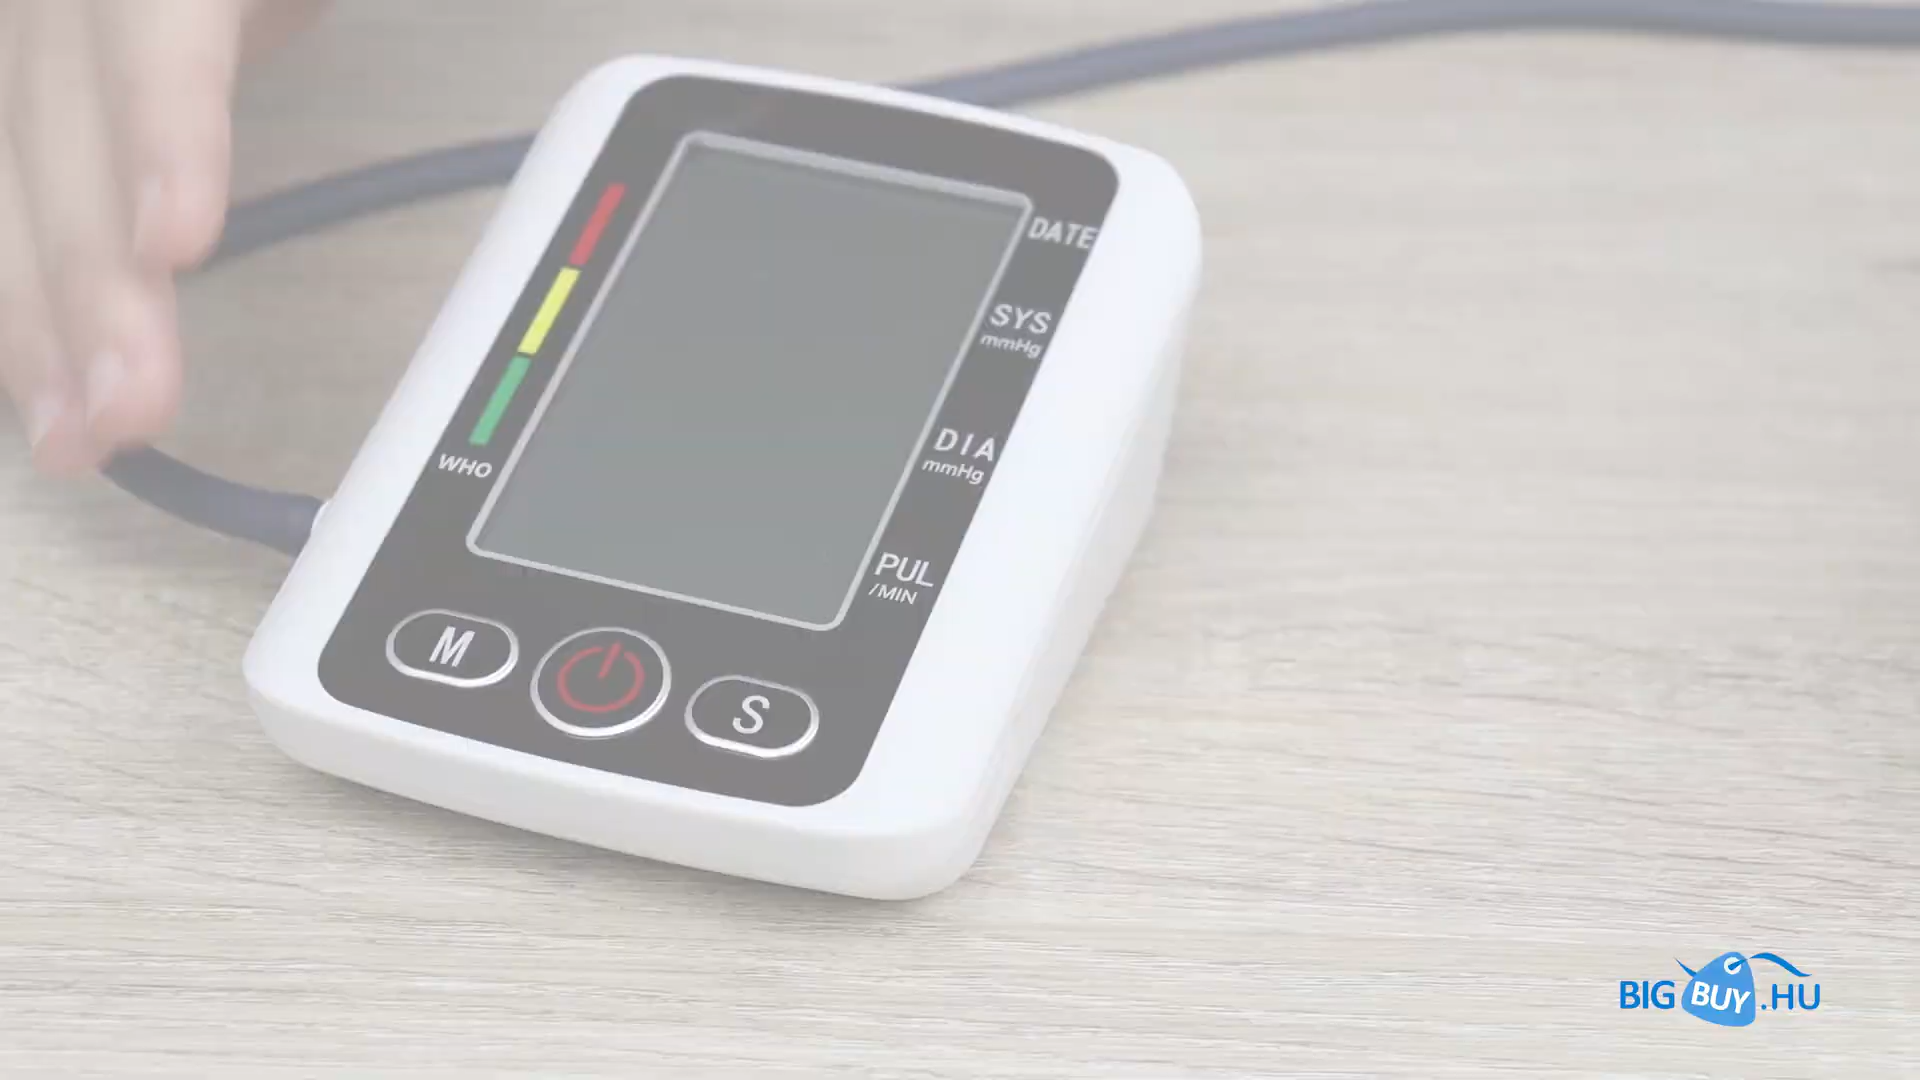 DATE
SYS
mmHg
DIA
mmHg
WHO
PUL
/MIN
M
S
BIG BUY.HU